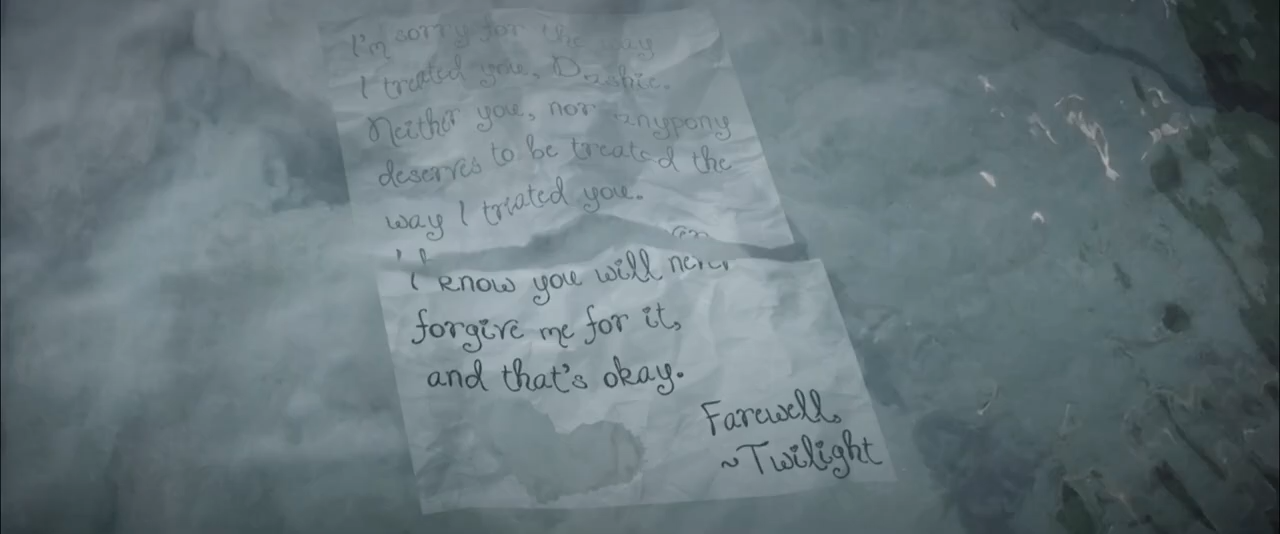 I'm sorry for the way
I treated you, Dashie.
Neither you, nor anypony
deserves to be treated the
way I treated you.
I know you will never
forgive me for it,
and that's okay.
Farewell,
~Twilight